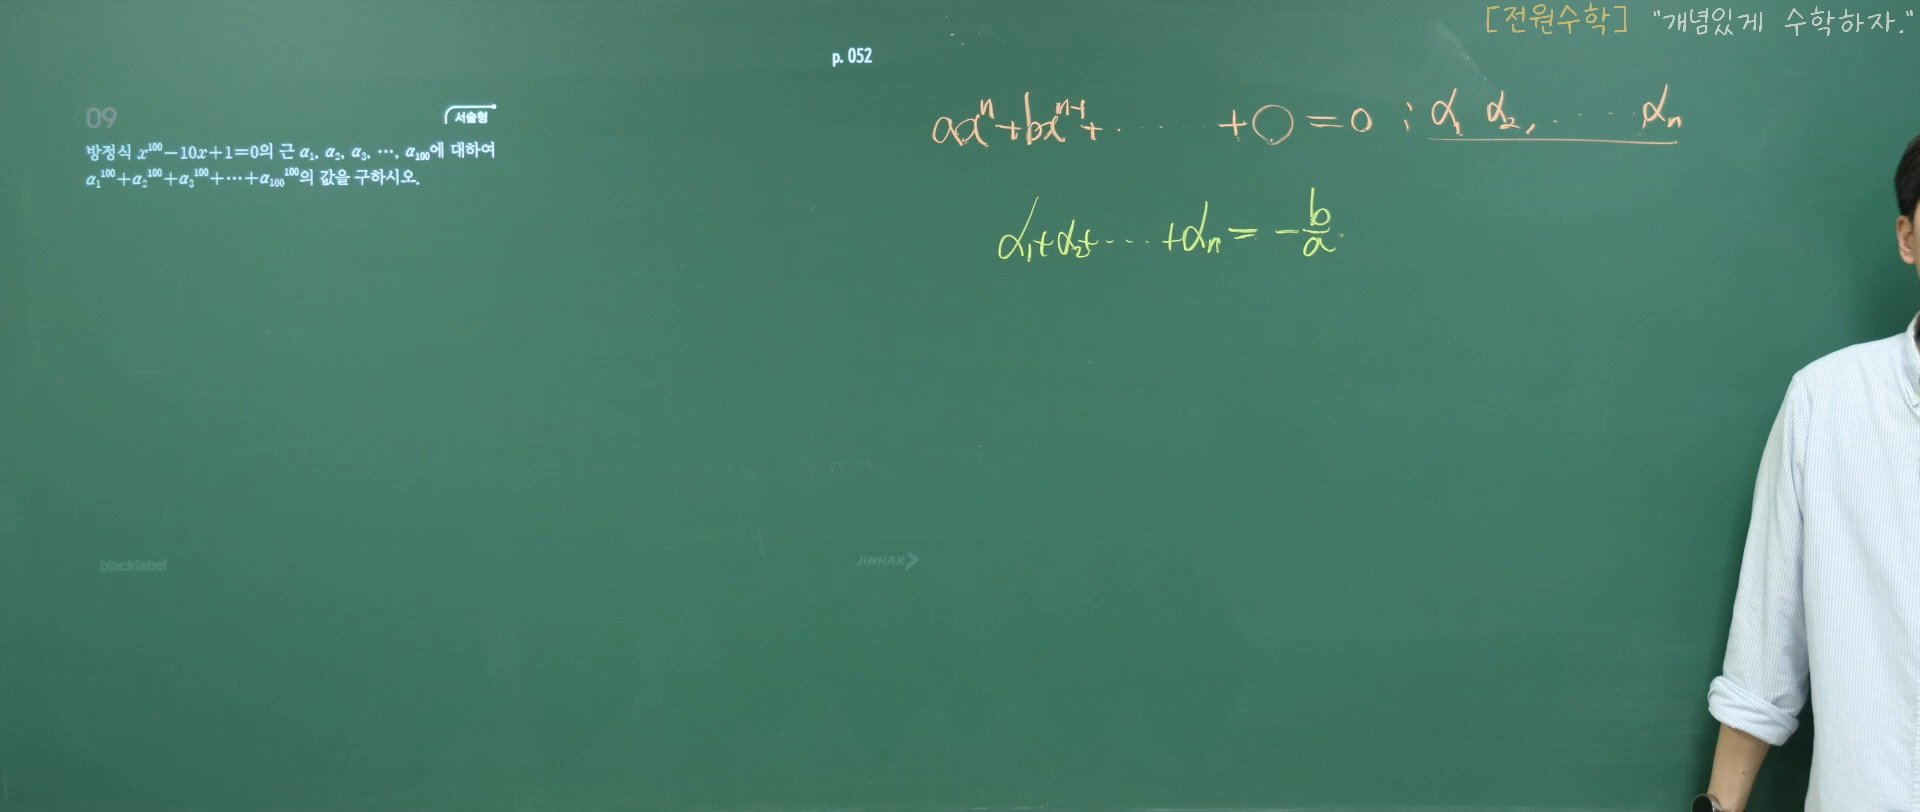 [전원수학] "개념있게 수학하자."
p. 052
09
서술형
방정식 x¹⁰⁰−10x+1=0의 근 α₁, α₂, α₃, ⋯, α₁₀₀에 대하여
α₁¹⁰⁰+α₂¹⁰⁰+α₃¹⁰⁰+⋯+α₁₀₀¹⁰⁰의 값을 구하시오.
axⁿ+bxⁿ⁻¹+ ⋯ +○=0 ; α₁ α₂, ⋯ αₙ
α₁+α₂+⋯+αₙ= −b/a
blacklabel
JINHAK